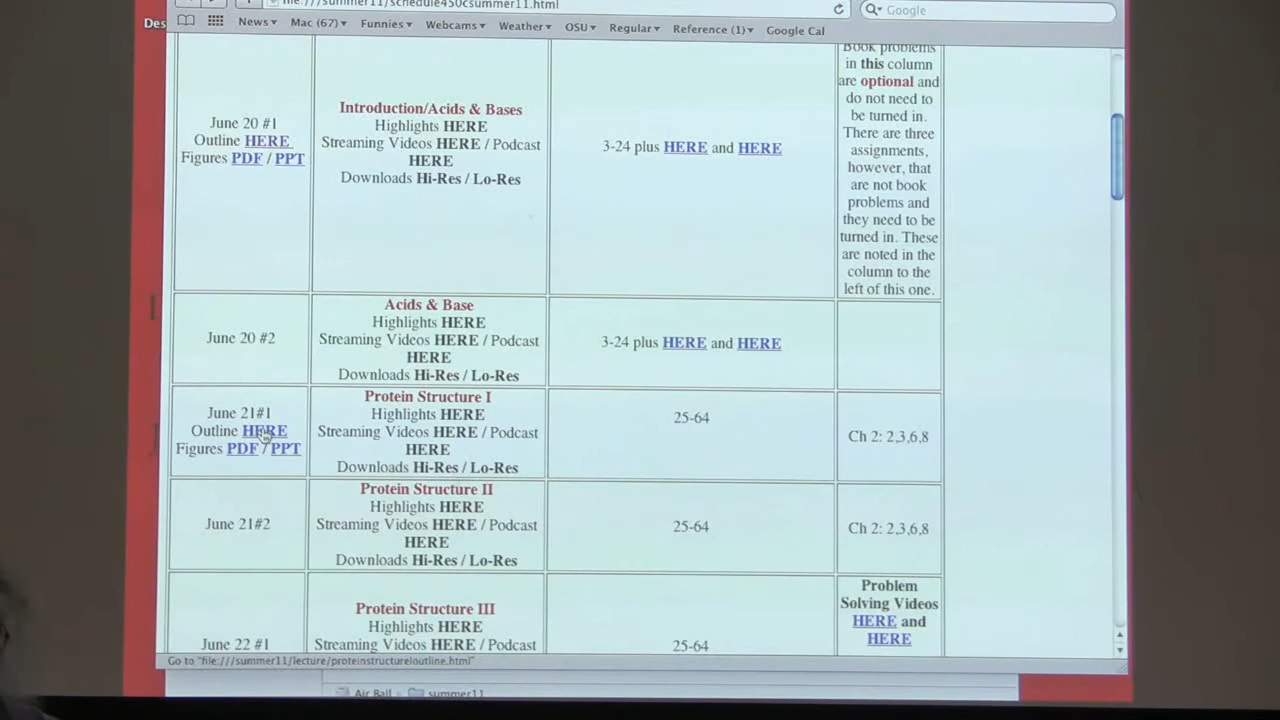 file:///summer11/schedule450csummer11.html
Google
News▾ Mac (67)▾ Funnies▾ Webcams▾ Weather▾ OSU▾ Regular▾ Reference (1)▾ Google Cal
Des
June 20 #1
Outline HERE
Figures PDF / PPT
Introduction/Acids & Bases
Highlights HERE
Streaming Videos HERE / Podcast
HERE
Downloads Hi-Res / Lo-Res
3-24 plus HERE and HERE
Book problems
in this column
are optional and
do not need to
be turned in.
There are three
assignments,
however, that
are not book
problems and
they need to be
turned in. These
are noted in the
column to the
left of this one.
June 20 #2
Acids & Base
Highlights HERE
Streaming Videos HERE / Podcast
HERE
Downloads Hi-Res / Lo-Res
3-24 plus HERE and HERE
June 21#1
Outline HERE
Figures PDF / PPT
Protein Structure I
Highlights HERE
Streaming Videos HERE / Podcast
HERE
Downloads Hi-Res / Lo-Res
25-64
Ch 2: 2,3,6,8
June 21#2
Protein Structure II
Highlights HERE
Streaming Videos HERE / Podcast
HERE
Downloads Hi-Res / Lo-Res
25-64
Ch 2: 2,3,6,8
June 22 #1
Protein Structure III
Highlights HERE
Streaming Videos HERE / Podcast
25-64
Problem
Solving Videos
HERE and
HERE
Go to "file:///summer11/lecture/proteinstructureloutline.html"
Air Ball summer11